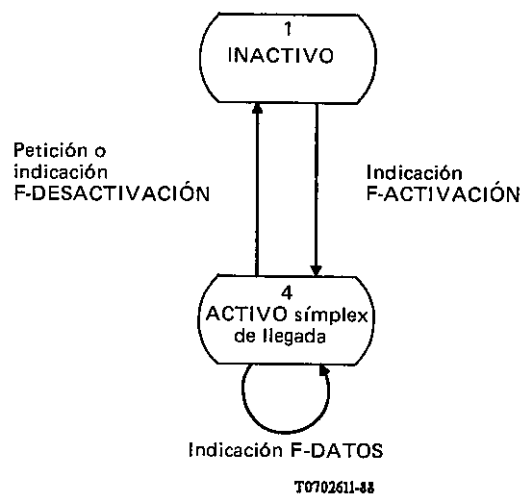 1
INACTIVO
Petición o
indicación
F-DESACTIVACIÓN
Indicación
F-ACTIVACIÓN
4
ACTIVO símplex
de llegada
Indicación F-DATOS
T0702611-88